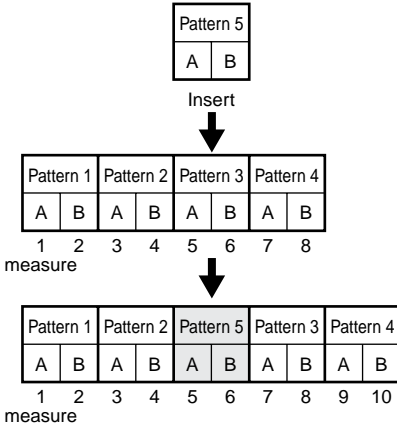 Pattern 5
A B
Insert
Pattern 1 Pattern 2 Pattern 3 Pattern 4
A B A B A B A B
1 2 3 4 5 6 7 8
measure
Pattern 1 Pattern 2 Pattern 5 Pattern 3 Pattern 4
A B A B A B A B A B
1 2 3 4 5 6 7 8 9 10
measure